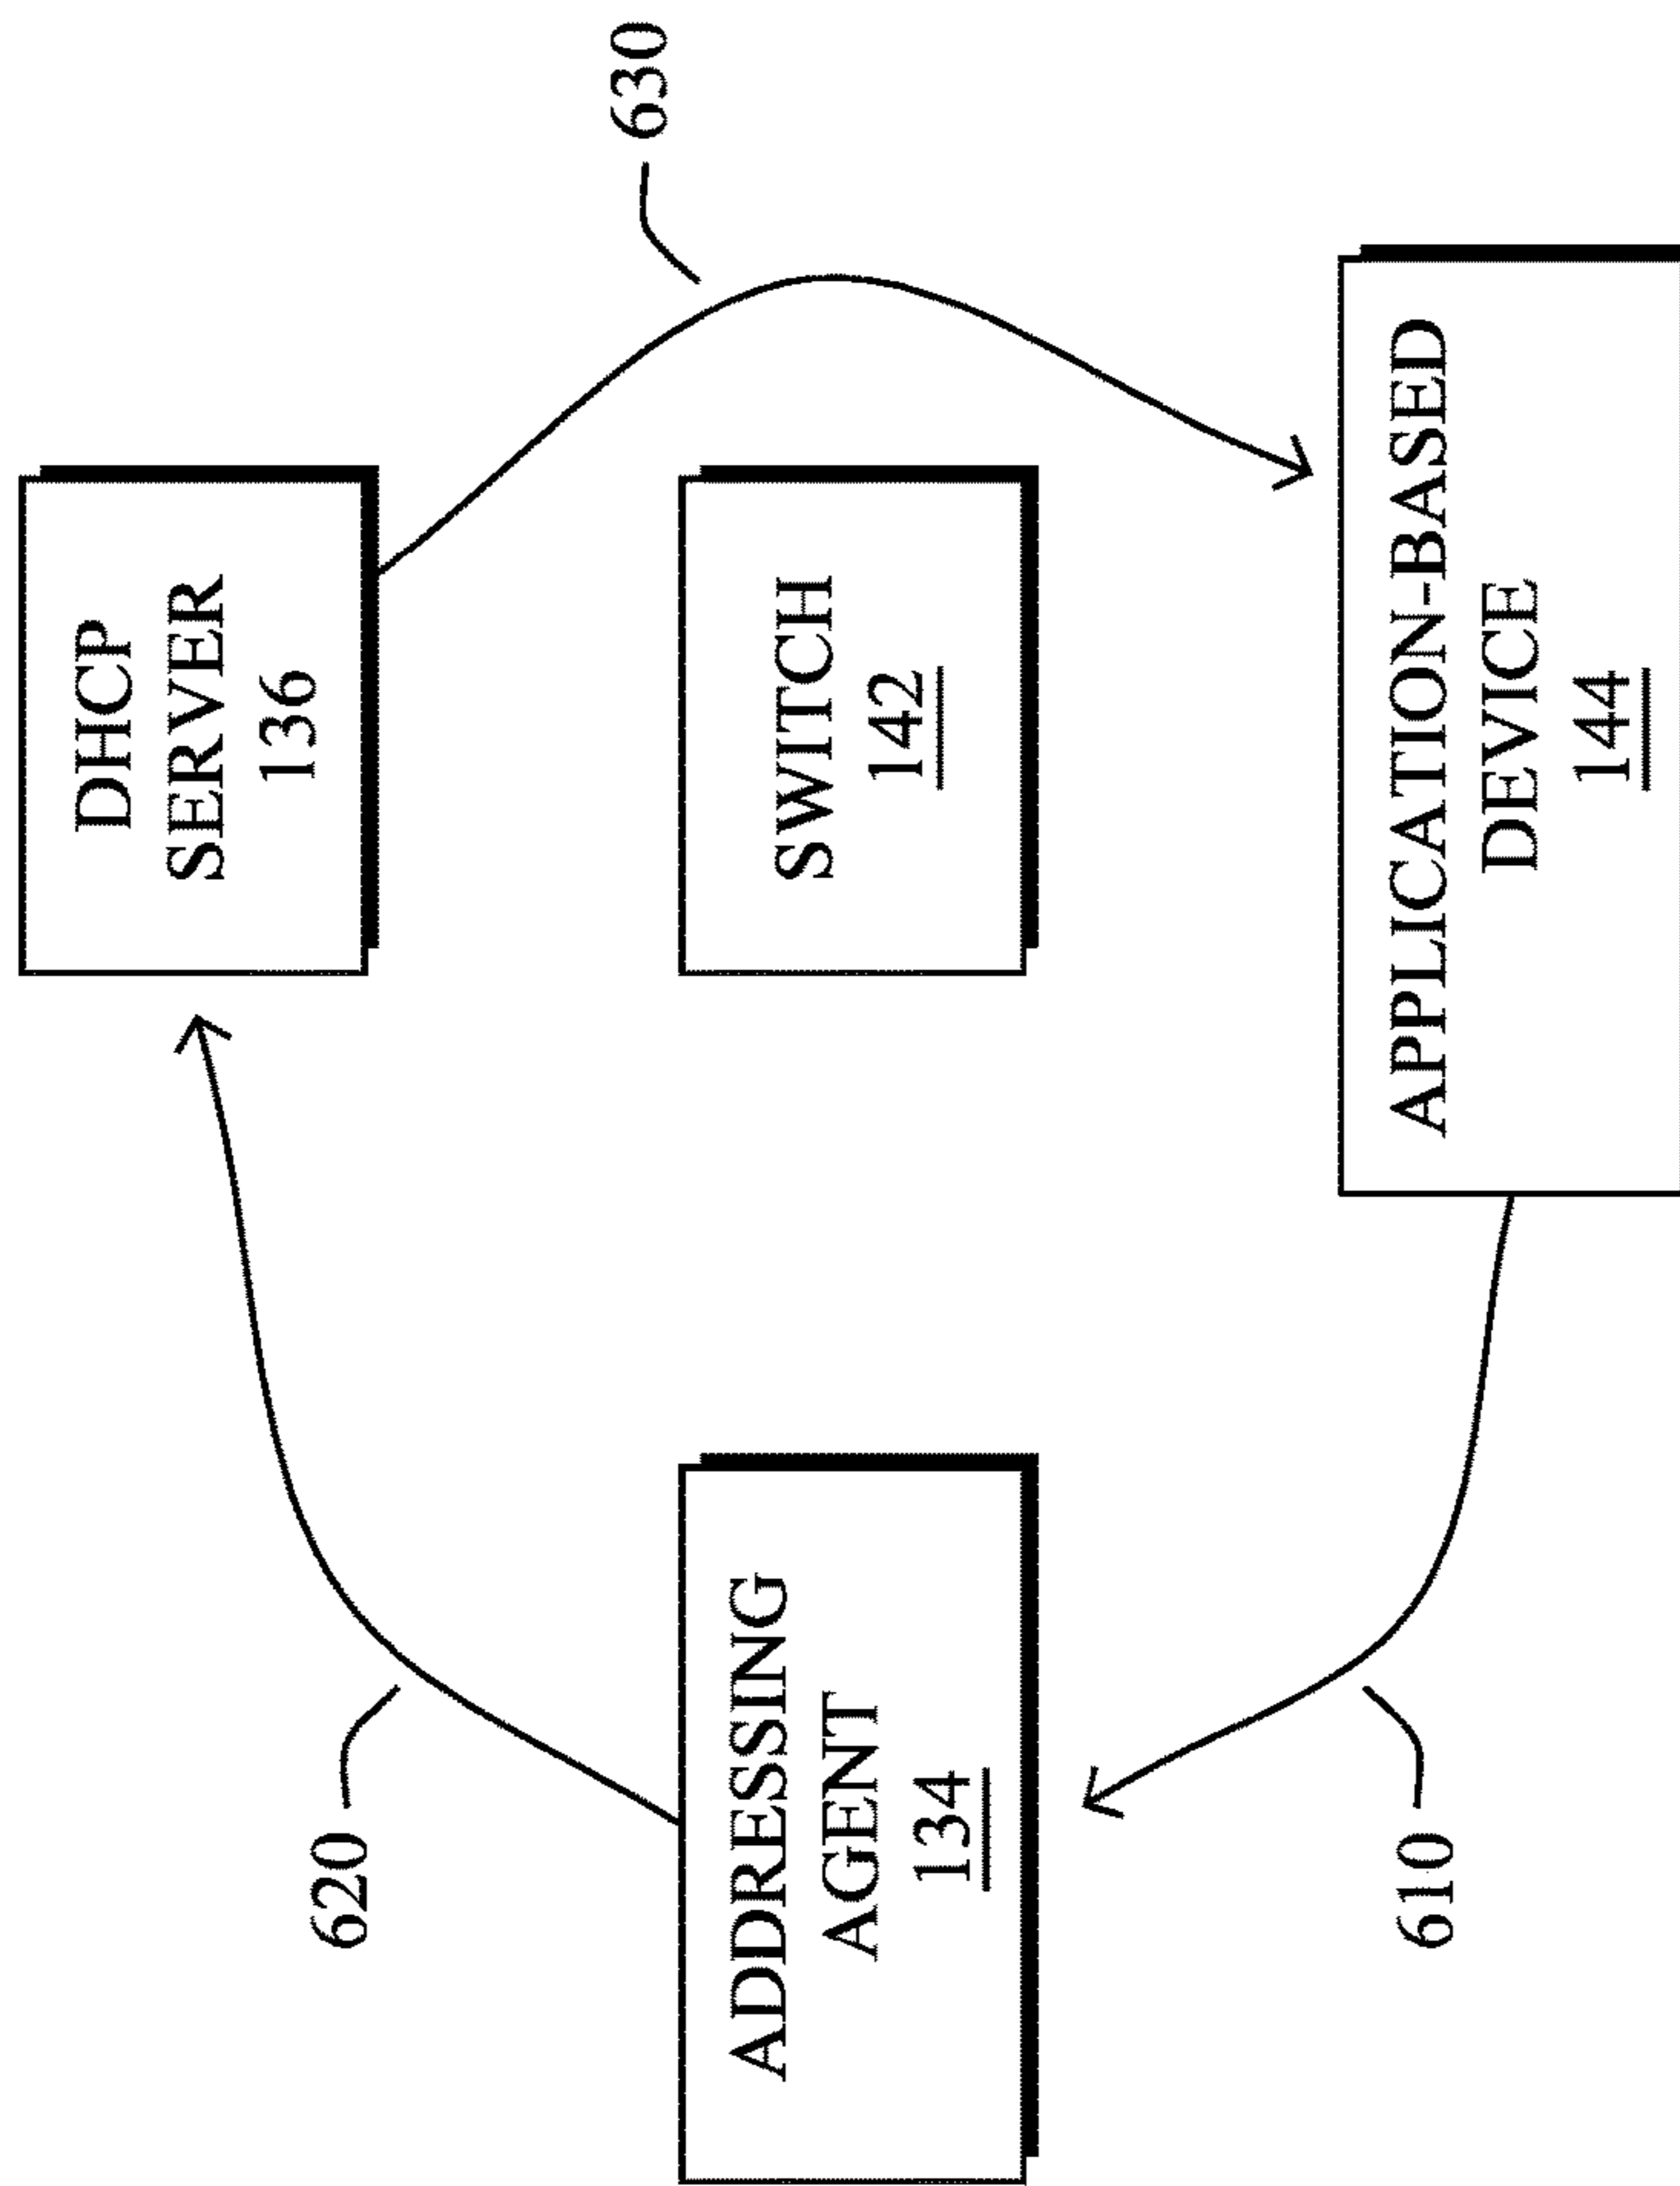 DHCP
SERVER
136
630
SWITCH
142
APPLICATION-BASED
DEVICE
144
620
ADDRESSING
AGENT
134
610